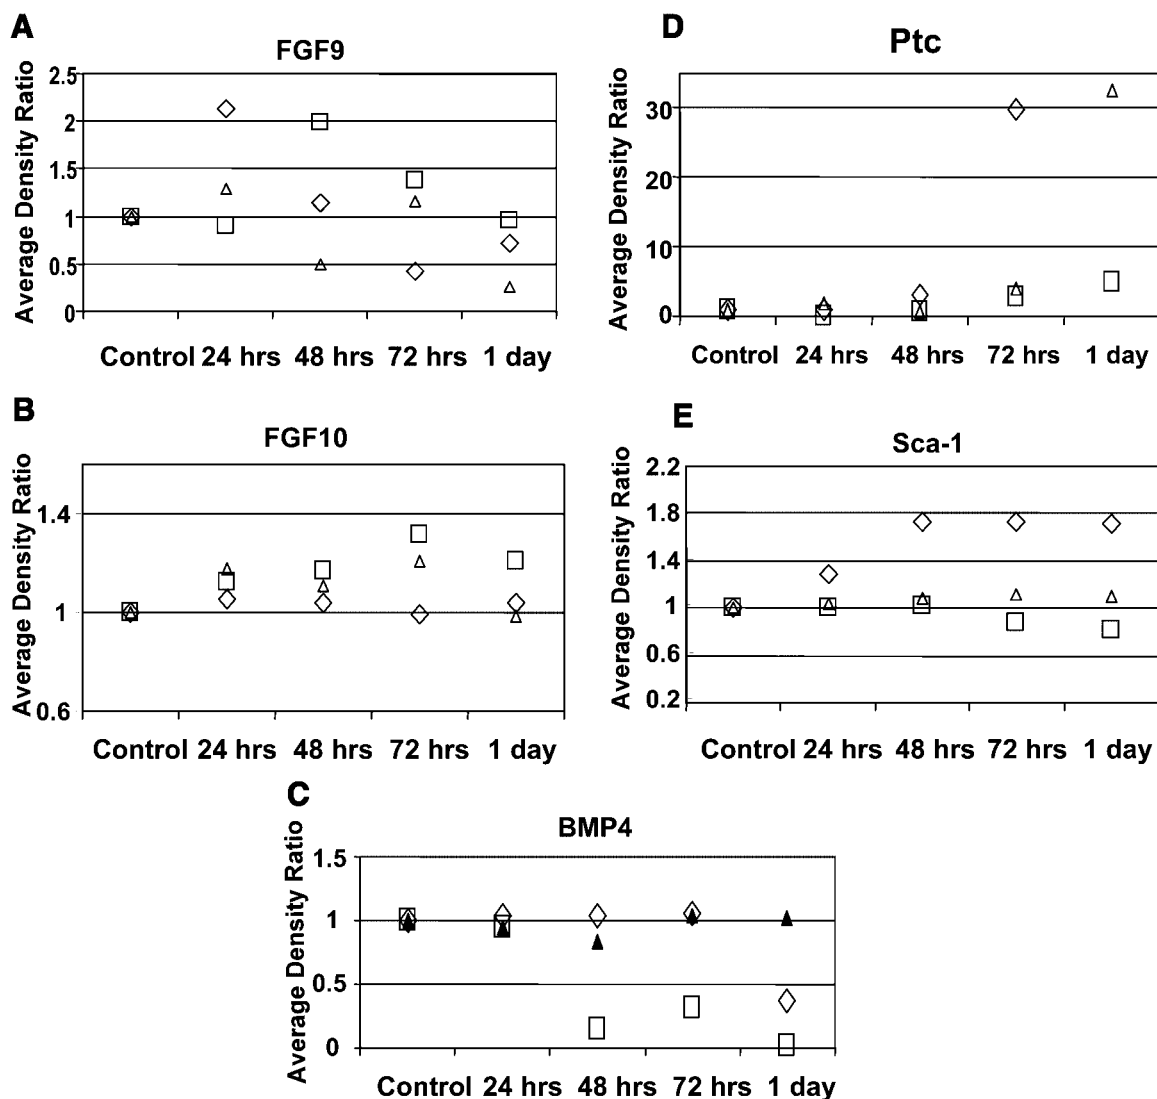 A
FGF9
Average Density Ratio
2.5
2
1.5
1
0.5
0
Control 24 hrs 48 hrs 72 hrs 1 day
D
Ptc
Average Density Ratio
30
20
10
0
Control 24 hrs 48 hrs 72 hrs 1 day
B
FGF10
Average Density Ratio
1.4
1
0.6
Control 24 hrs 48 hrs 72 hrs 1 day
E
Sca-1
Average Density Ratio
2.2
1.8
1.4
1
0.6
0.2
Control 24 hrs 48 hrs 72 hrs 1 day
C
BMP4
Average Density Ratio
1.5
1
0.5
0
Control 24 hrs 48 hrs 72 hrs 1 day